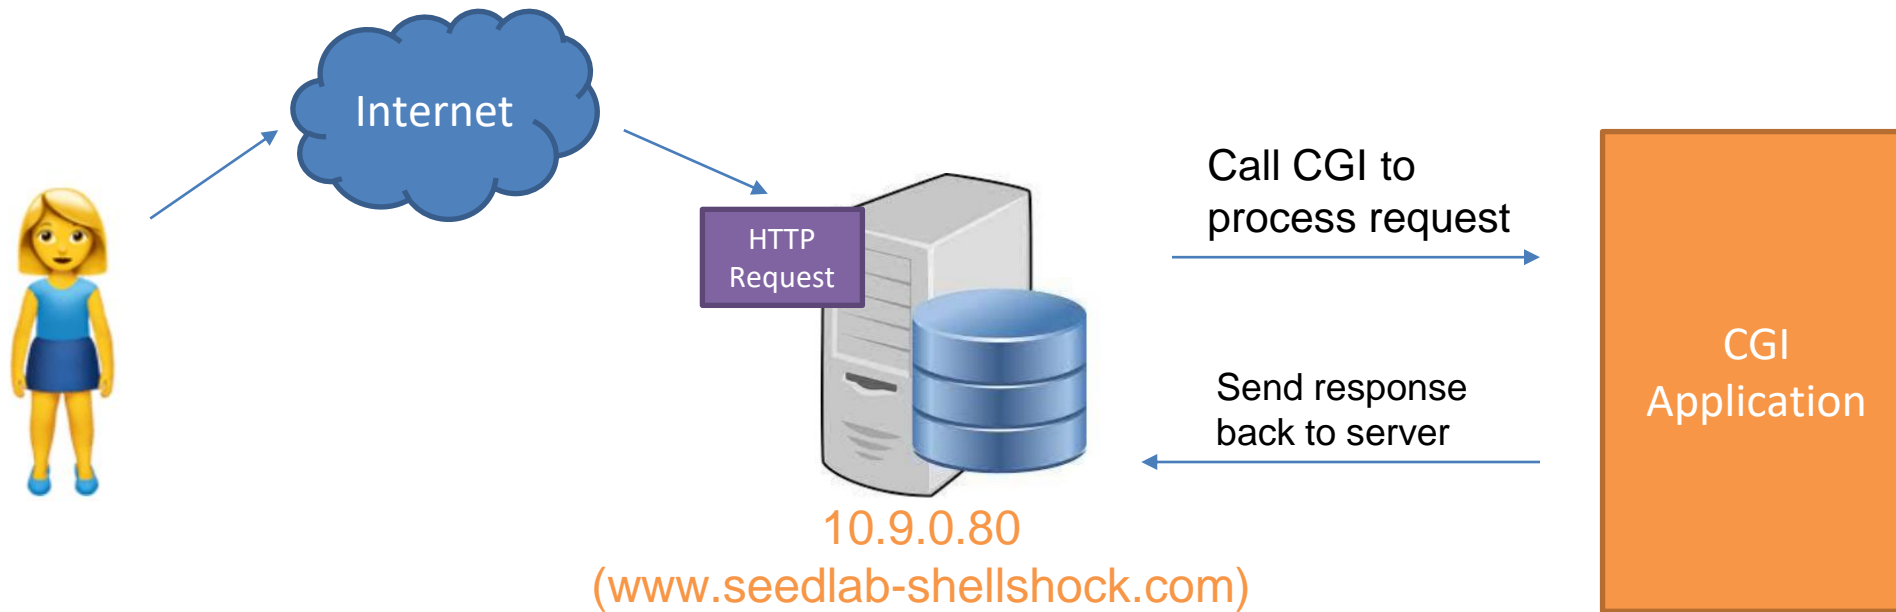 Internet
HTTP
Request
Call CGI to
process request
Send response
back to server
CGI
Application
10.9.0.80
(www.seedlab-shellshock.com)